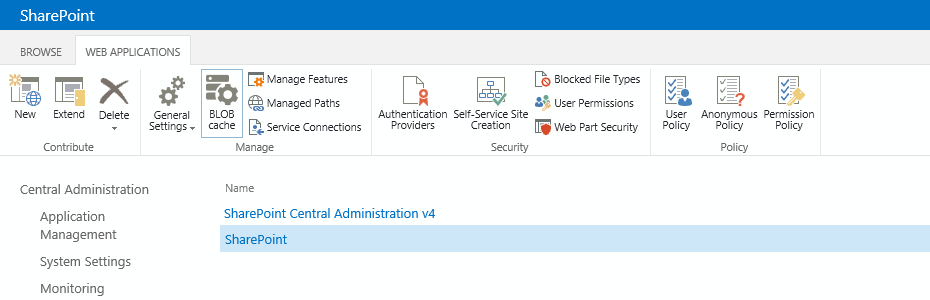 SharePoint
BROWSE
WEB APPLICATIONS
New
Extend
Delete
General
Settings
BLOB
cache
Manage Features
Managed Paths
Service Connections
Authentication
Providers
Self-Service Site
Creation
Blocked File Types
User Permissions
Web Part Security
User
Policy
Anonymous
Policy
Permission
Policy
Contribute
Manage
Security
Policy
Central Administration
Application
Management
System Settings
Monitoring
Name
SharePoint Central Administration v4
SharePoint